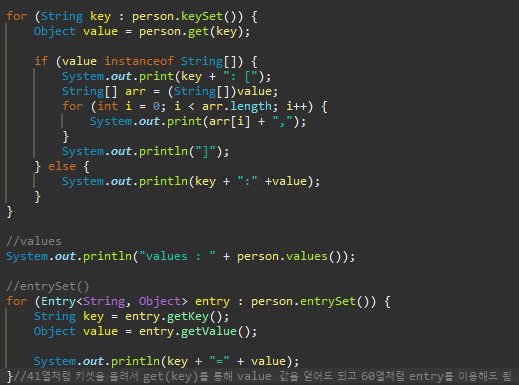 for (String key : person.keySet()) {
    Object value = person.get(key);

    if (value instanceof String[]) {
        System.out.print(key + ": [");
        String[] arr = (String[])value;
        for (int i = 0; i < arr.length; i++) {
            System.out.print(arr[i] + ",");
        }
        System.out.println("]");
    } else {
        System.out.println(key + ":" +value);
    }
}

//values
System.out.println("values : " + person.values());

//entrySet()
for (Entry<String, Object> entry : person.entrySet()) {
    String key = entry.getKey();
    Object value = entry.getValue();

    System.out.println(key + "=" + value);
}//41열처럼 키셋을 돌려서 get(key)를 통해 value 값을 얻어도 되고 60열처럼 entry를 이용해도 됨